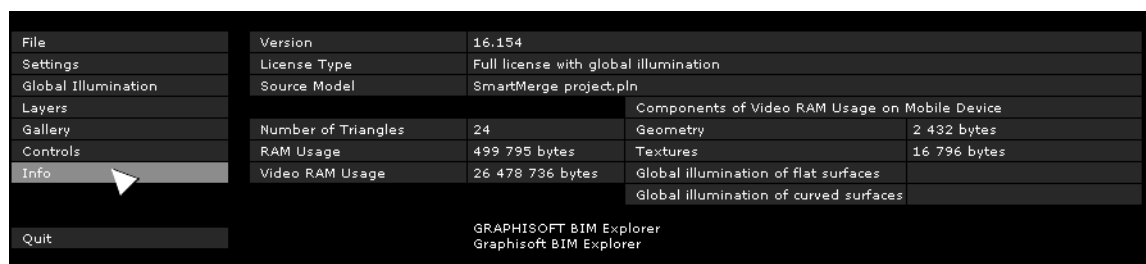 File Version 16.154
Settings License Type Full license with global illumination
Global Illumination Source Model SmartMerge project.pln
Layers Components of Video RAM Usage on Mobile Device
Gallery Number of Triangles 24 Geometry 2 432 bytes
Controls RAM Usage 499 795 bytes Textures 16 796 bytes
Info Video RAM Usage 26 478 736 bytes Global illumination of flat surfaces
Global illumination of curved surfaces
GRAPHISOFT BIM Explorer
Quit
Graphisoft BIM Explorer